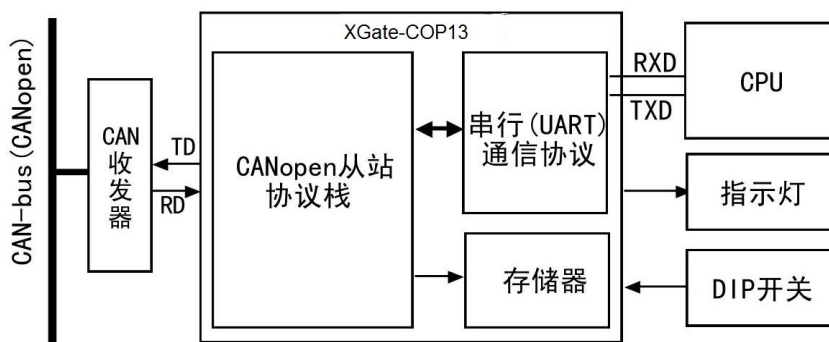 XGate-COP13
CAN-bus(CANopen)
CAN
收
发
器
TD
RD
CANopen从站
协议栈
串行(UART)
通信协议
存储器
RXD
TXD
CPU
指示灯
DIP开关